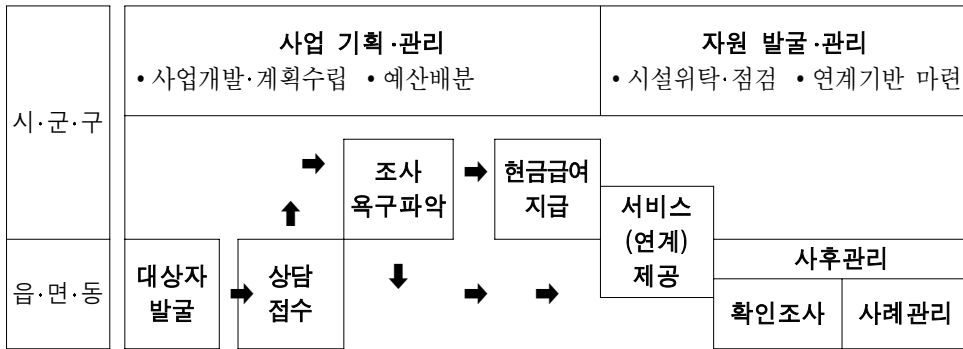 사업 기획·관리
• 사업개발·계획수립 • 예산배분
자원 발굴·관리
• 시설위탁·점검 • 연계기반 마련
시·군·구
조사
욕구파악
현금급여
지급
서비스
(연계)
제공
읍·면·동
대상자
발굴
상담
접수
사후관리
확인조사
사례관리